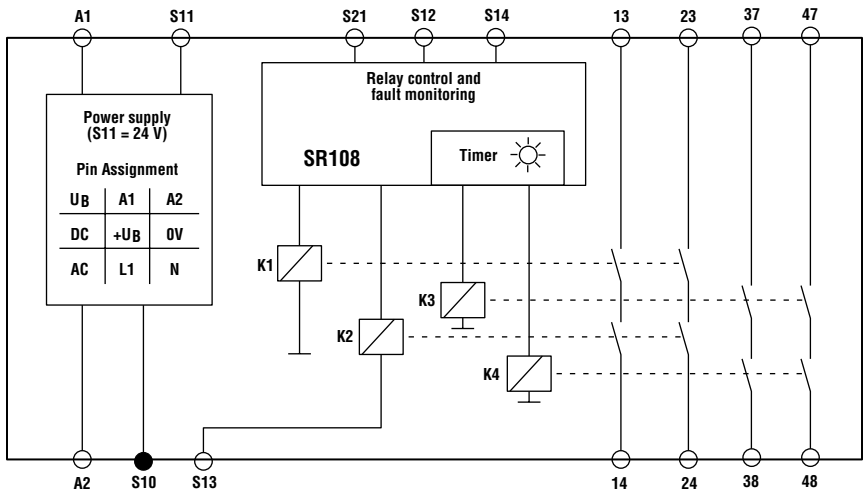 A1 S11 S21 S12 S14 13 23 37 47
Relay control and
fault monitoring
Power supply
(S11 = 24 V)
SR108
Timer
Pin Assignment
UB A1 A2
DC +UB 0V
AC L1 N
K1
K3
K2
K4
A2 S10 S13 14 24 38 48